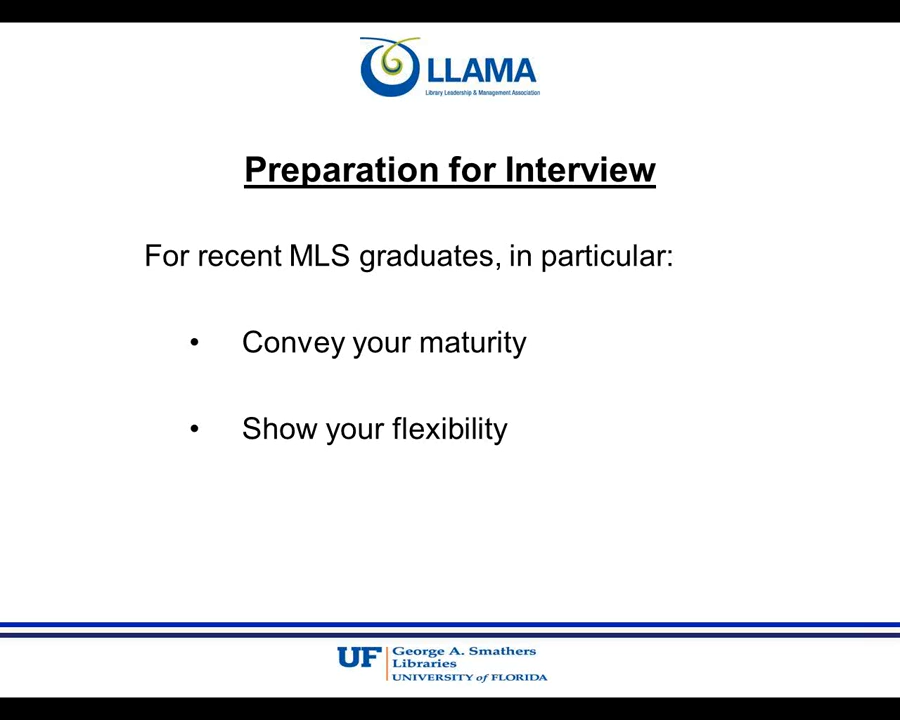 LLAMA
Library Leadership & Management Association
Preparation for Interview
For recent MLS graduates, in particular:
• Convey your maturity
• Show your flexibility
UF George A. Smathers
Libraries
UNIVERSITY of FLORIDA